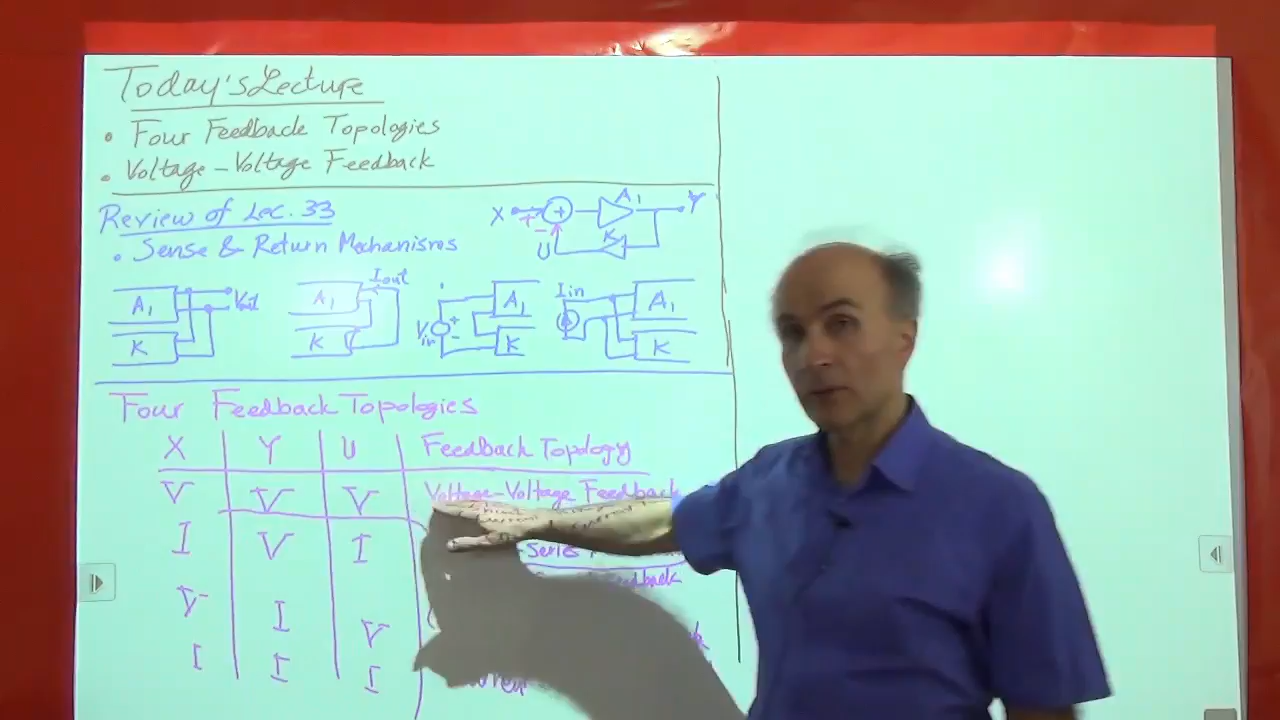 Today's Lecture
• Four Feedback Topologies
• Voltage-Voltage Feedback
Review of Lec. 33
• Sense & Return Mechanisms
X + + A1 Y
- K
U
A1 Vout
K
A1 Iout
K
Vin + - A1
K
Iin A1
K
Four Feedback Topologies
X Y U Feedback Topology
V V V Voltage-Voltage Feedback
I V I
-Series
V I V
I I I